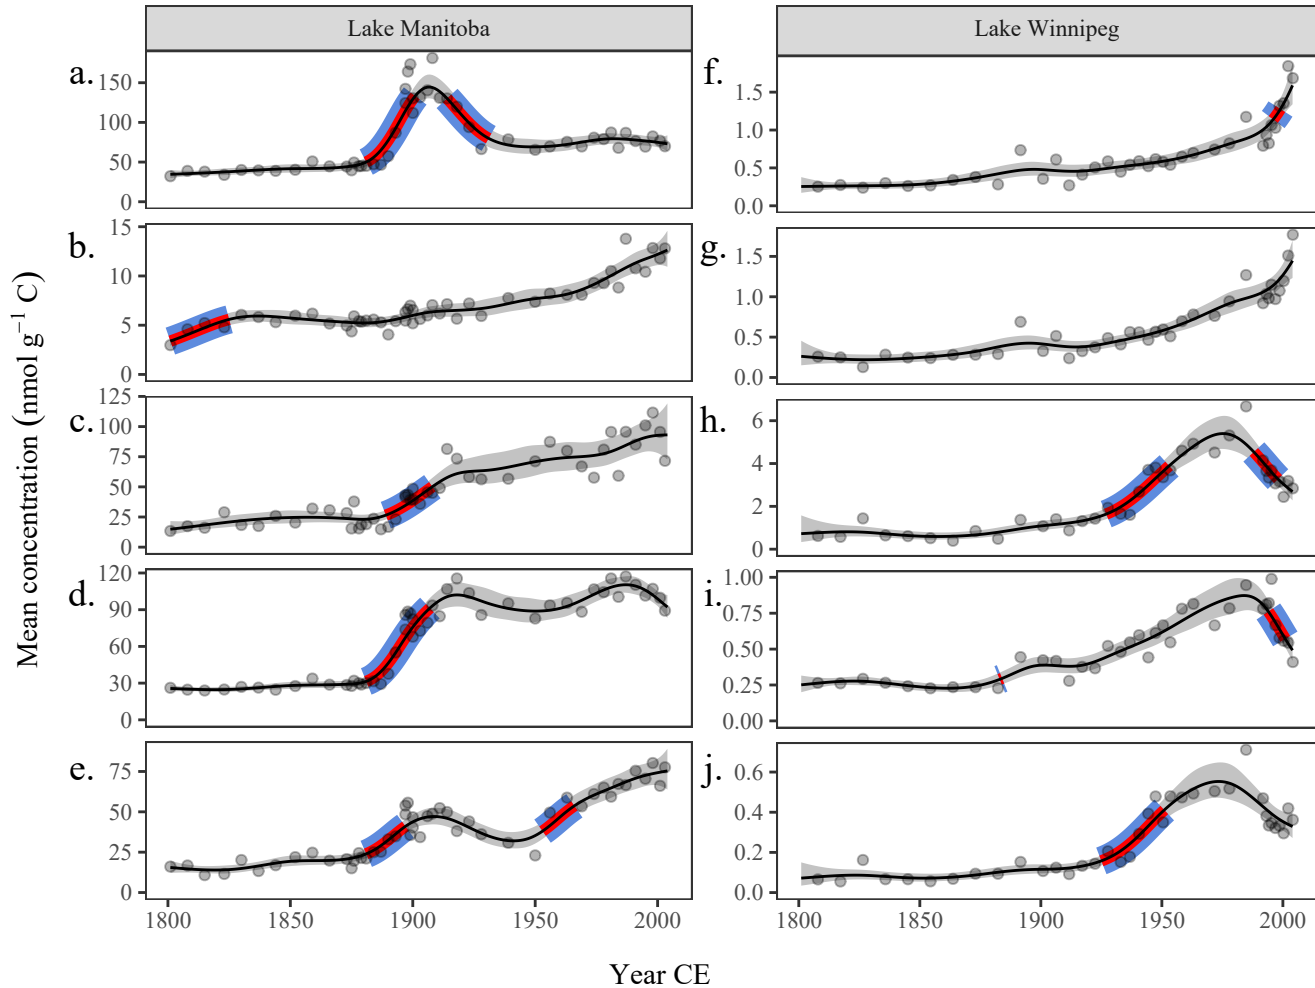 Lake Manitoba
Lake Winnipeg
Mean concentration (nmol g⁻¹ C)
a.
150
100
50
0
b.
15
10
5
0
c.
125
100
75
50
25
0
d.
120
90
60
30
0
e.
75
50
25
0
1800 1850 1900 1950 2000
f.
1.5
1.0
0.5
0.0
g.
1.5
1.0
0.5
0.0
h.
6
4
2
0
i.
1.00
0.75
0.50
0.25
0.00
j.
0.6
0.4
0.2
0.0
1800 1850 1900 1950 2000
Year CE